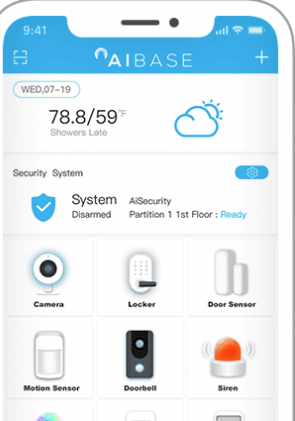 9:41
AIBASE
WED,07-19
78.8/59°F
Showers Late
Security System
System AiSecurity
Disarmed Partition 1 1st Floor : Ready
Camera Locker Door Sensor
Motion Sensor Doorbell Siren